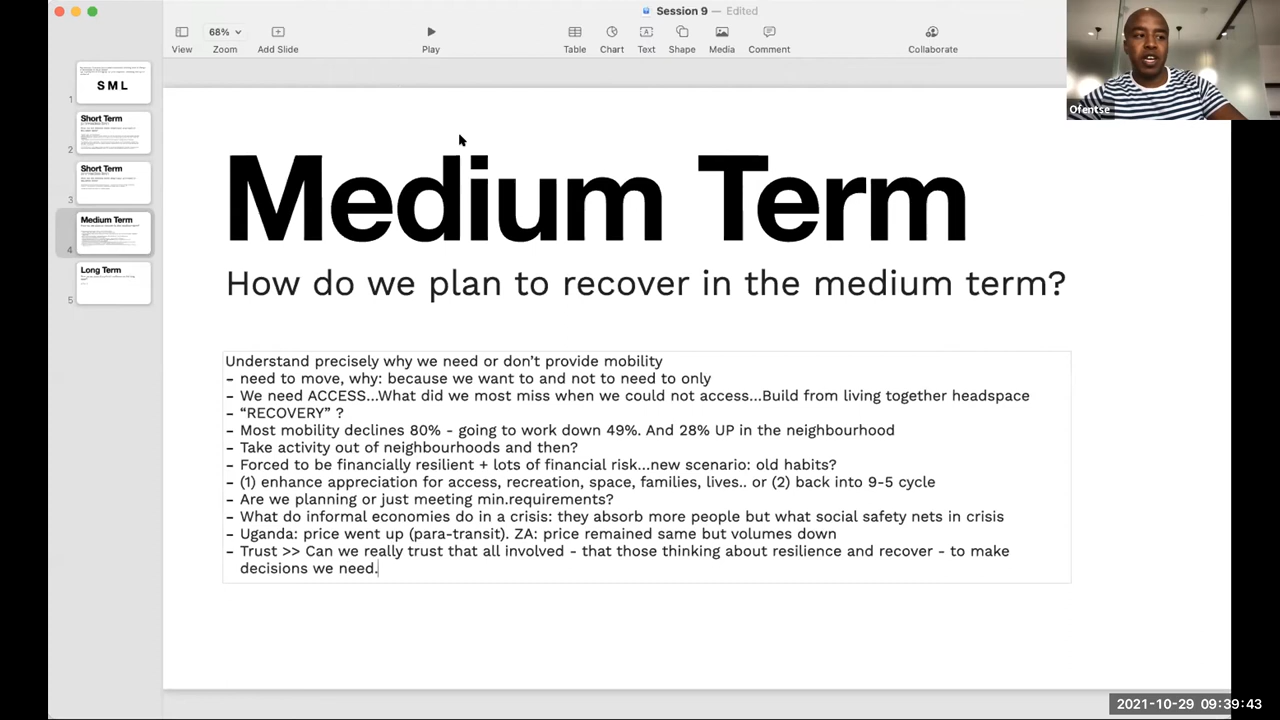 Session 9 — Edited
68%
View
Zoom
Add Slide
Play
Table
Chart
Text
Shape
Media
Comment
Collaborate
Ofentse
1
S M L
2
Short Term
3
Short Term
4
Medium Term
5
Long Term
Medium Term
How do we plan to recover in the medium term?
Understand precisely why we need or don’t provide mobility
- need to move, why: because we want to and not to need to only
- We need ACCESS...What did we most miss when we could not access...Build from living together headspace
- “RECOVERY” ?
- Most mobility declines 80% - going to work down 49%. And 28% UP in the neighbourhood
- Take activity out of neighbourhoods and then?
- Forced to be financially resilient + lots of financial risk...new scenario: old habits?
- (1) enhance appreciation for access, recreation, space, families, lives.. or (2) back into 9-5 cycle
- Are we planning or just meeting min.requirements?
- What do informal economies do in a crisis: they absorb more people but what social safety nets in crisis
- Uganda: price went up (para-transit). ZA: price remained same but volumes down
- Trust >> Can we really trust that all involved - that those thinking about resilience and recover - to make
decisions we need.
2021-10-29 09:39:43